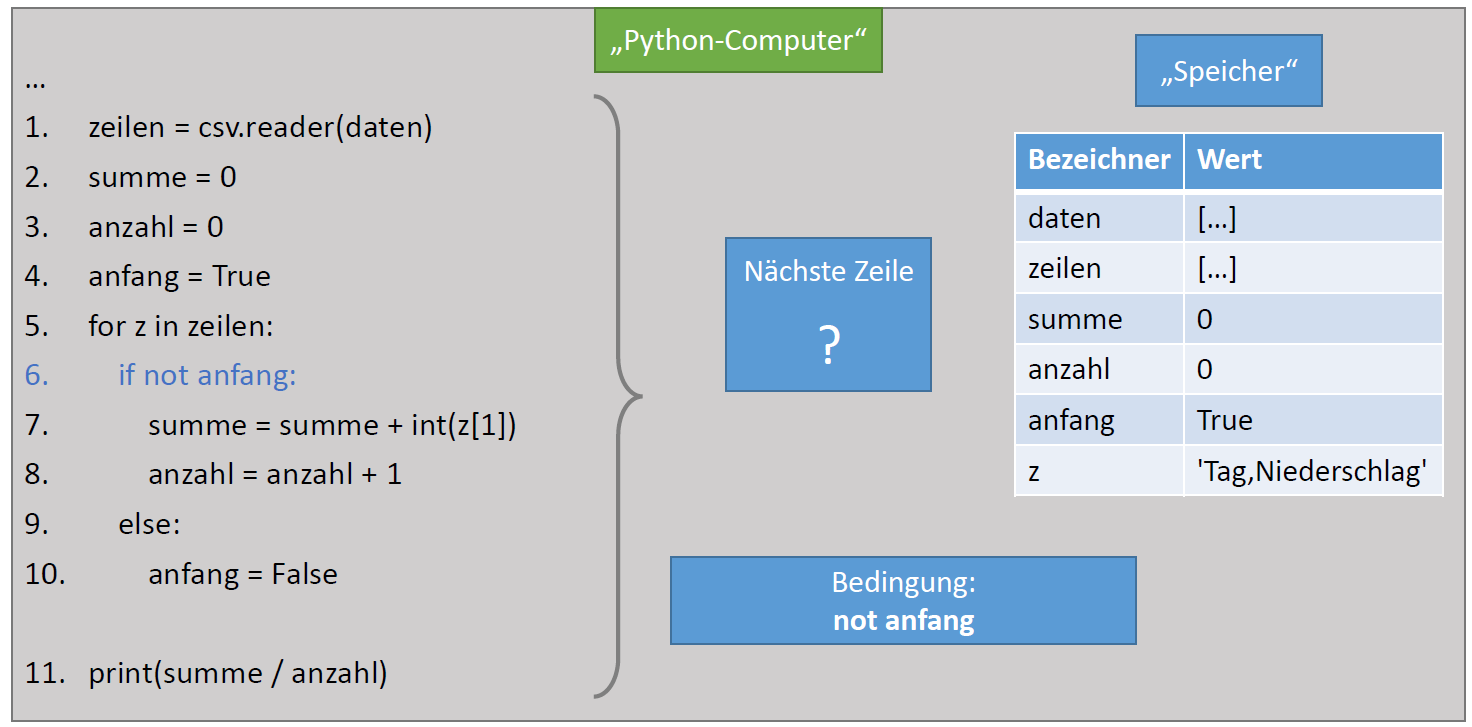 „Python-Computer“
„Speicher“
...
1. zeilen = csv.reader(daten)
2. summe = 0
3. anzahl = 0
4. anfang = True
5. for z in zeilen:
6. if not anfang:
7. summe = summe + int(z[1])
8. anzahl = anzahl + 1
9. else:
10. anfang = False
11. print(summe / anzahl)
Nächste Zeile
?
Bedingung:
not anfang
Bezeichner Wert
daten [...]
zeilen [...]
summe 0
anzahl 0
anfang True
z 'Tag,Niederschlag'